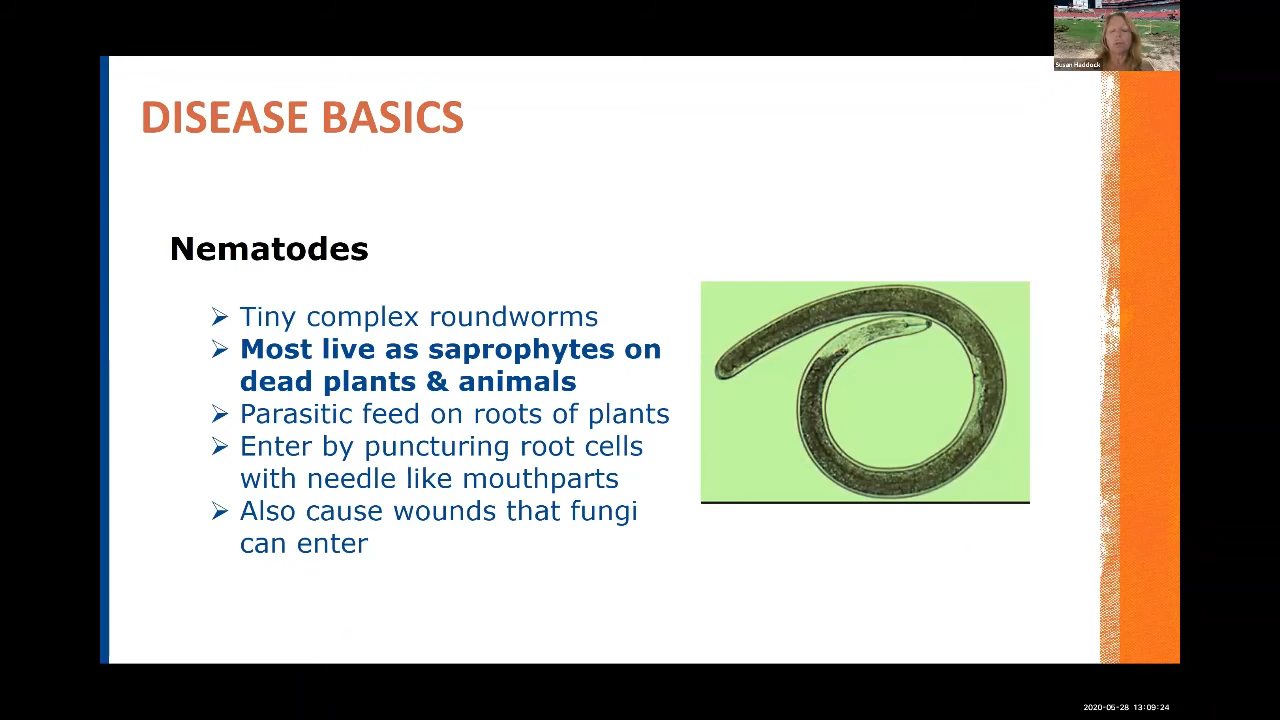 Susan Haddock
DISEASE BASICS
Nematodes
Tiny complex roundworms
Most live as saprophytes on
dead plants & animals
Parasitic feed on roots of plants
Enter by puncturing root cells
with needle like mouthparts
Also cause wounds that fungi
can enter
2020-05-28 13:09:24